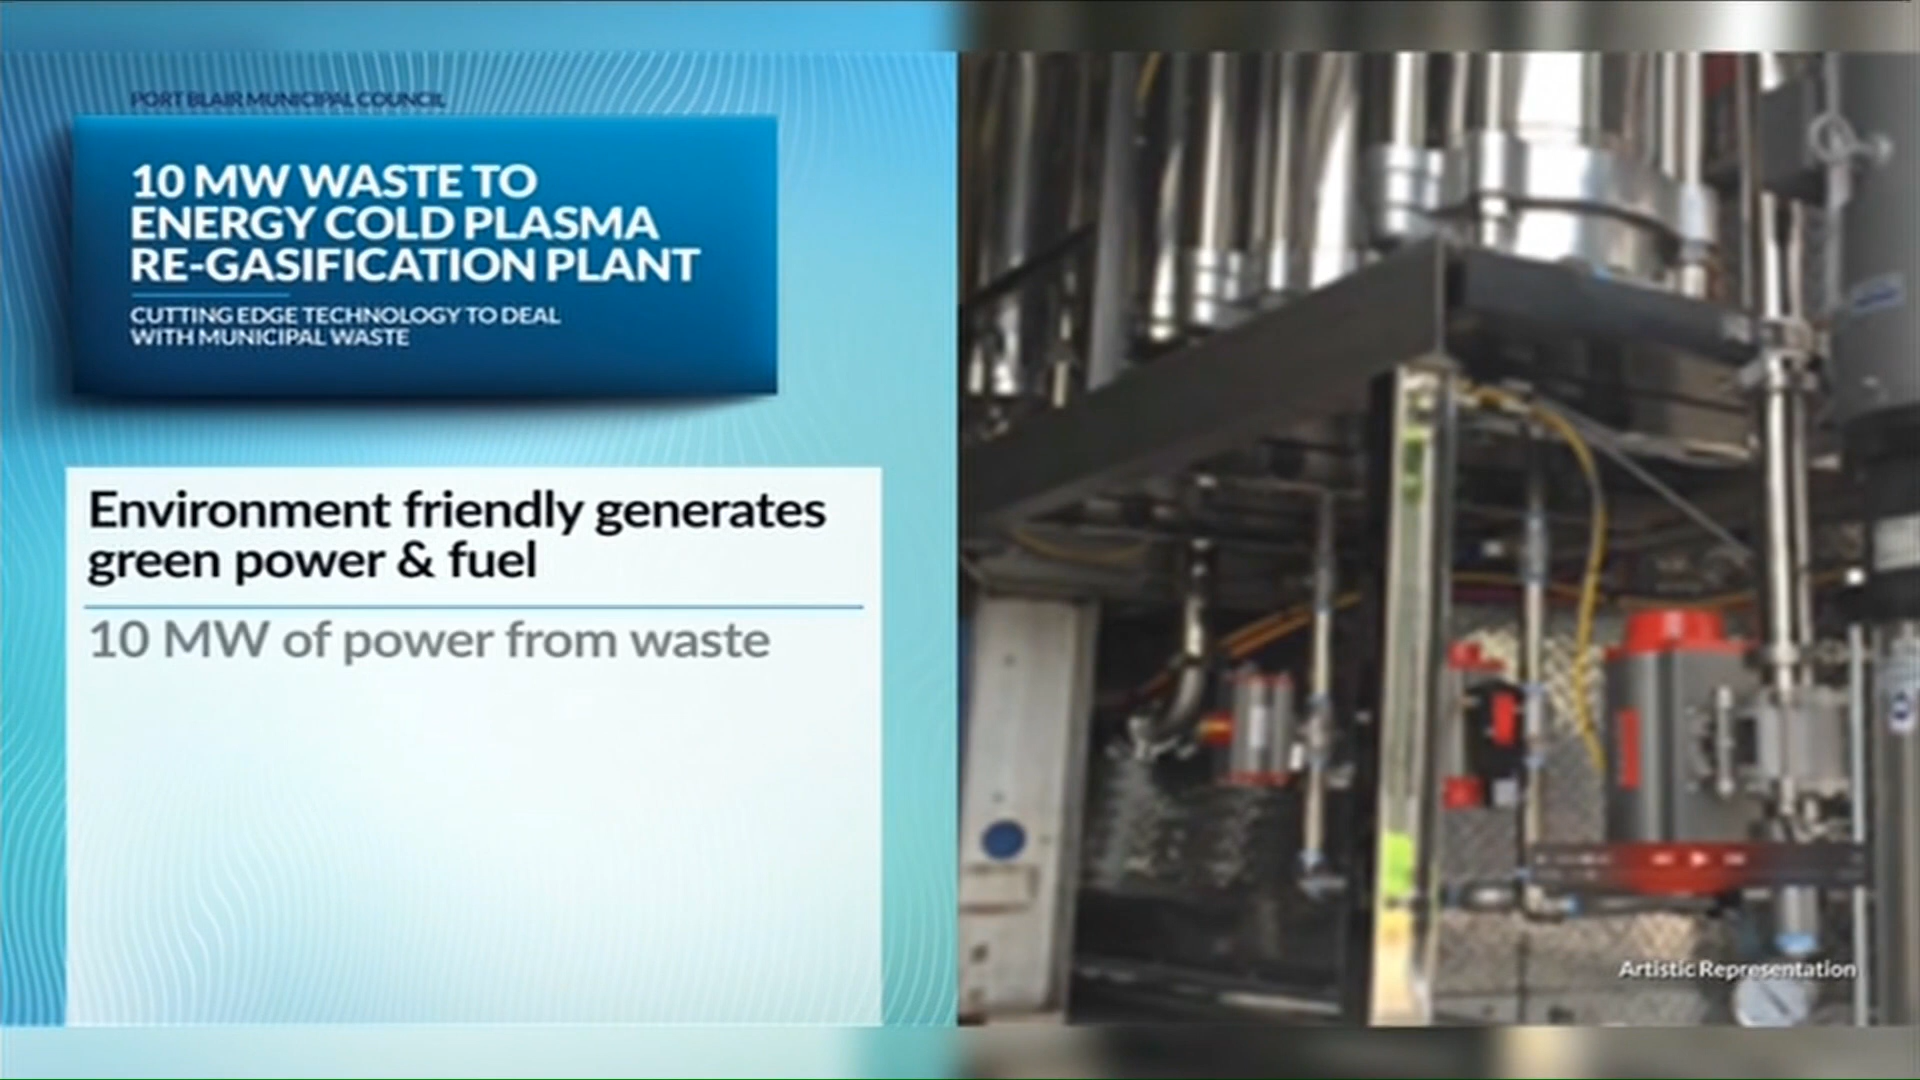 PORT BLAIR MUNICIPAL COUNCIL
10 MW WASTE TO
ENERGY COLD PLASMA
RE-GASIFICATION PLANT
CUTTING EDGE TECHNOLOGY TO DEAL
WITH MUNICIPAL WASTE
Environment friendly generates
green power & fuel
10 MW of power from waste
Artistic Representation